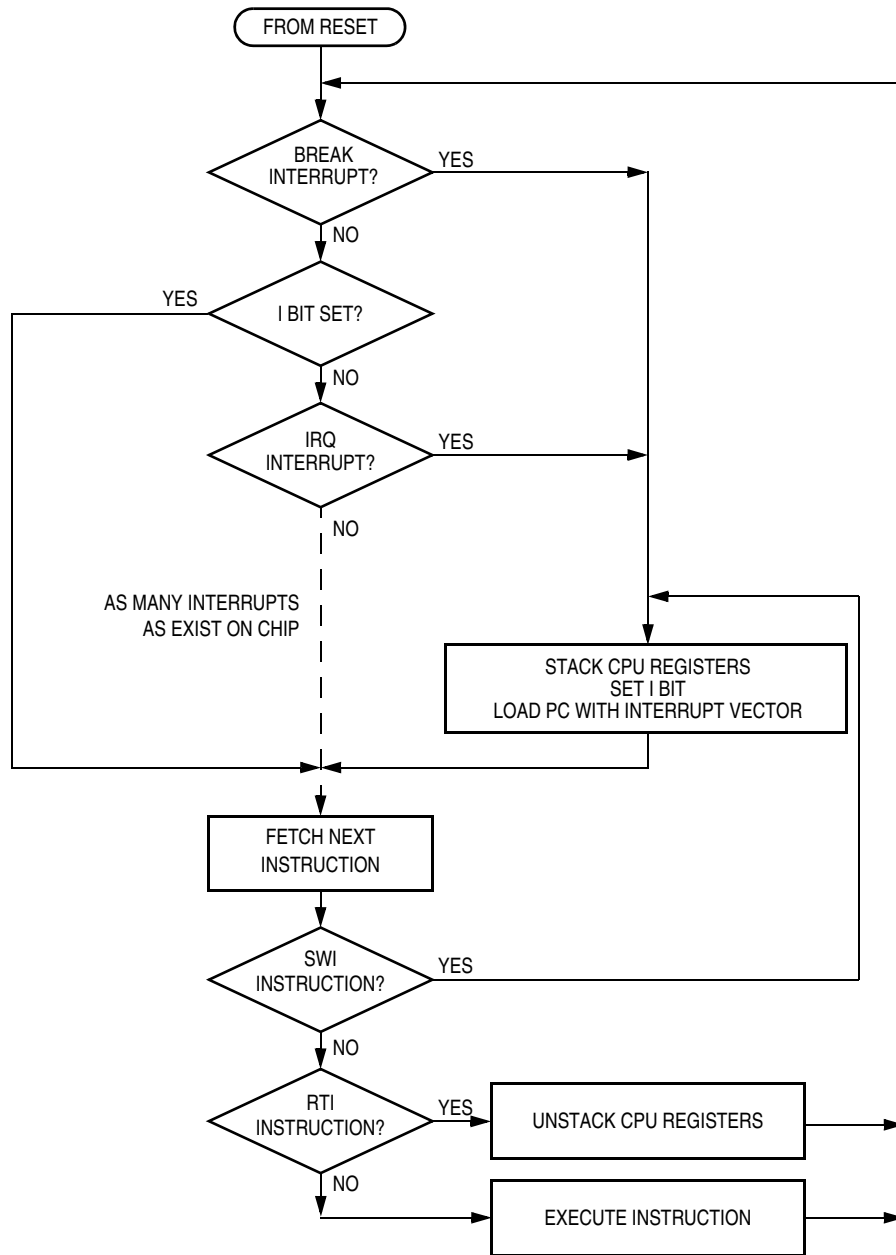 FROM RESET
BREAK
INTERRUPT?
YES
NO
I BIT SET?
YES
NO
IRQ
INTERRUPT?
YES
NO
AS MANY INTERRUPTS
AS EXIST ON CHIP
STACK CPU REGISTERS
SET I BIT
LOAD PC WITH INTERRUPT VECTOR
FETCH NEXT
INSTRUCTION
SWI
INSTRUCTION?
YES
NO
RTI
INSTRUCTION?
YES
UNSTACK CPU REGISTERS
NO
EXECUTE INSTRUCTION